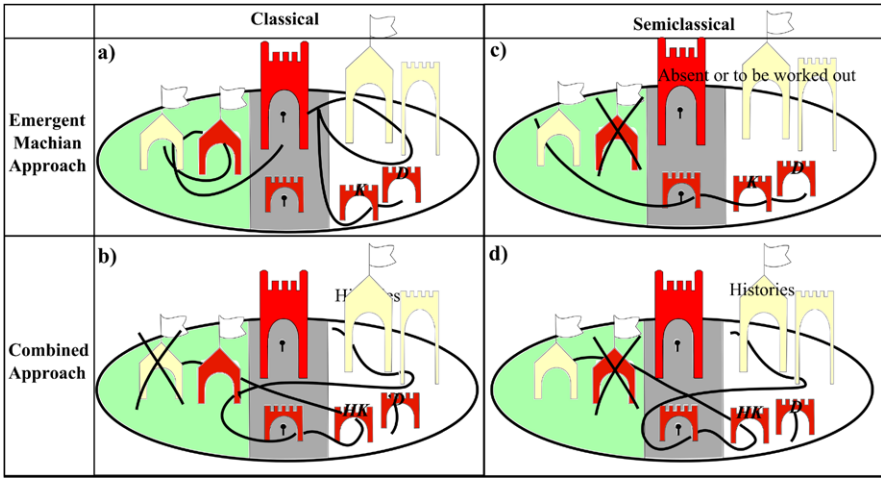 Classical
Semiclassical
Emergent
Machian
Approach
a)
K
D
c)
Absent or to be worked out
K
D
Combined
Approach
b)
HK
D
d)
Histories
HK
D